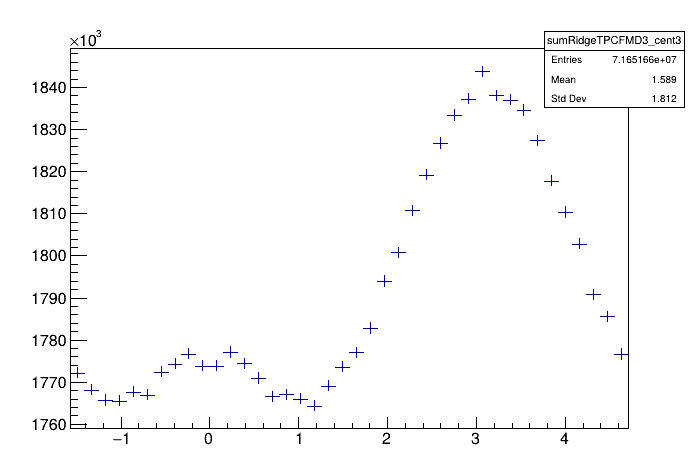 ×10³
sumRidgeTPCFMD3_cent3
Entries 7.165166e+07
Mean 1.589
Std Dev 1.812
1840
1830
1820
1810
1800
1790
1780
1770
1760
−1 0 1 2 3 4